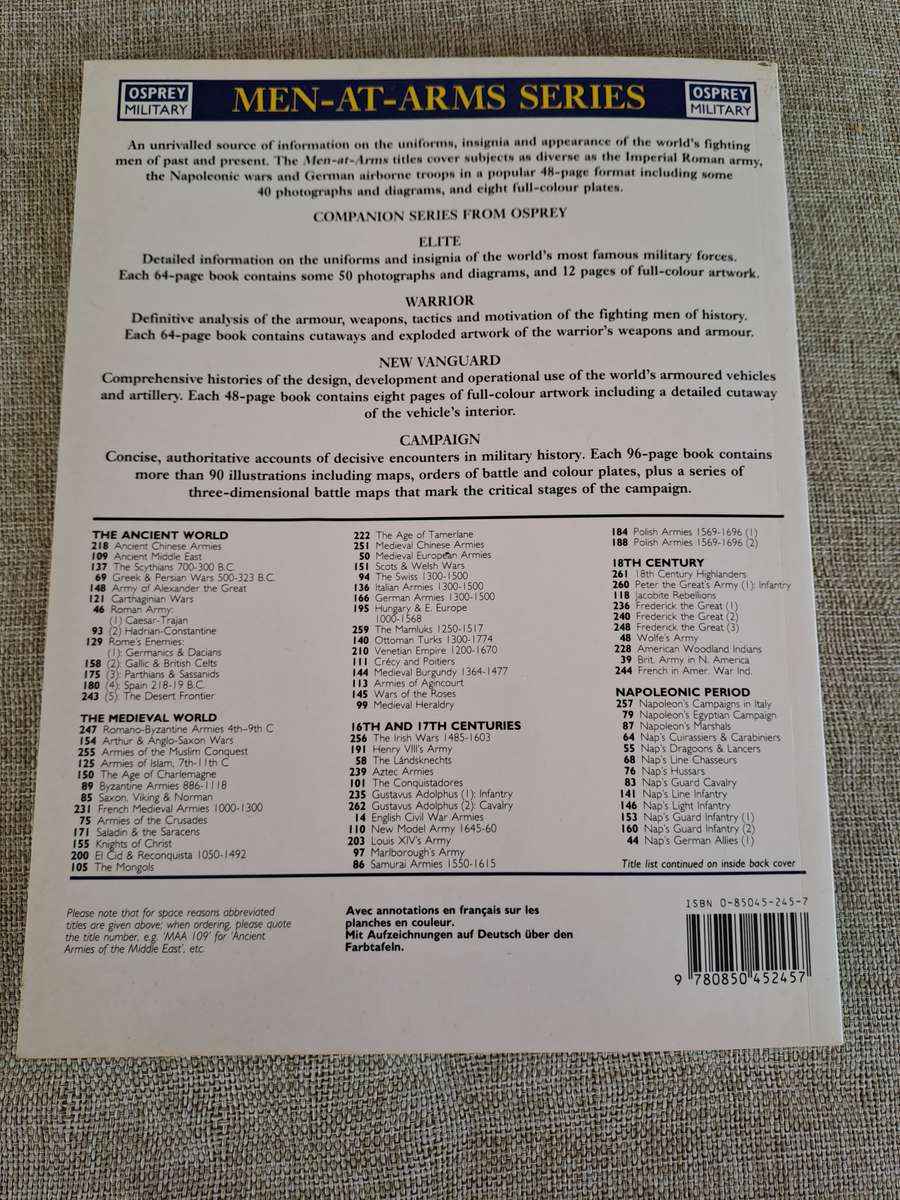 OSPREY
MILITARY
MEN-AT-ARMS SERIES
OSPREY
MILITARY
An unrivalled source of information on the uniforms, insignia and appearance of the world's fighting
men of past and present. The Men-at-Arms titles cover subjects as diverse as the Imperial Roman army,
the Napoleonic wars and German airborne troops in a popular 48-page format including some
40 photographs and diagrams, and eight full-colour plates.
COMPANION SERIES FROM OSPREY
ELITE
Detailed information on the uniforms and insignia of the world's most famous military forces.
Each 64-page book contains some 50 photographs and diagrams, and 12 pages of full-colour artwork.
WARRIOR
Definitive analysis of the armour, weapons, tactics and motivation of the fighting men of history.
Each 64-page book contains cutaways and exploded artwork of the warrior's weapons and armour.
NEW VANGUARD
Comprehensive histories of the design, development and operational use of the world's armoured vehicles
and artillery. Each 48-page book contains eight pages of full-colour artwork including a detailed cutaway
of the vehicle's interior.
CAMPAIGN
Concise, authoritative accounts of decisive encounters in military history. Each 96-page book contains
more than 90 illustrations including maps, orders of battle and colour plates, plus a series of
three-dimensional battle maps that mark the critical stages of the campaign.
THE ANCIENT WORLD
218 Ancient Chinese Armies
109 Ancient Middle East
137 The Scythians 700-300 B.C.
69 Greek & Persian Wars 500-323 B.C.
148 Army of Alexander the Great
121 Carthaginian Wars
46 Roman Army:
(1) Caesar-Trajan
93 (2) Hadrian-Constantine
129 Rome's Enemies:
(1): Germanics & Dacians
158 (2): Gallic & British Celts
175 (3): Parthians & Sassanids
180 (4): Spain 218-19 B.C.
243 (5): The Desert Frontier
THE MEDIEVAL WORLD
247 Romano-Byzantine Armies 4th-9th C
154 Arthur & Anglo-Saxon Wars
255 Armies of the Muslim Conquest
125 Armies of Islam, 7th-11th C
150 The Age of Charlemagne
89 Byzantine Armies 886-1118
85 Saxon, Viking & Norman
231 French Medieval Armies 1000-1300
75 Armies of the Crusades
171 Saladin & the Saracens
155 Knights of Christ
200 El Cid & Reconquista 1050-1492
105 The Mongols
222 The Age of Tamerlane
251 Medieval Chinese Armies
50 Medieval European Armies
151 Scots & Welsh Wars
94 The Swiss 1300-1500
136 Italian Armies 1300-1500
166 German Armies 1300-1500
195 Hungary & E. Europe
1000-1568
259 The Mamluks 1250-1517
140 Ottoman Turks 1300-1774
210 Venetian Empire 1200-1670
111 Crécy and Poitiers
144 Medieval Burgundy 1364-1477
113 Armies of Agincourt
145 Wars of the Roses
99 Medieval Heraldry
16TH AND 17TH CENTURIES
256 The Irish Wars 1485-1603
191 Henry VIII's Army
58 The Lándsknechts
239 Aztec Armies
101 The Conquistadores
235 Gustavus Adolphus (1): Infantry
262 Gustavus Adolphus (2): Cavalry
14 English Civil War Armies
110 New Model Army 1645-60
203 Louis XIV's Army
97 Marlborough's Army
86 Samurai Armies 1550-1615
184 Polish Armies 1569-1696 (1)
188 Polish Armies 1569-1696 (2)
18TH CENTURY
261 18th Century Highlanders
260 Peter the Great's Army (1): Infantry
118 Jacobite Rebellions
236 Frederick the Great (1)
240 Frederick the Great (2)
248 Frederick the Great (3)
48 Wolfe's Army
228 American Woodland Indians
39 Brit. Army in N. America
244 French in Amer. War Ind.
NAPOLEONIC PERIOD
257 Napoleon's Campaigns in Italy
79 Napoleon's Egyptian Campaign
87 Napoleon's Marshals
64 Nap's Cuirassiers & Carabiniers
55 Nap's Dragoons & Lancers
68 Nap's Line Chasseurs
76 Nap's Hussars
83 Nap's Guard Cavalry
141 Nap's Line Infantry
146 Nap's Light Infantry
153 Nap's Guard Infantry (1)
160 Nap's Guard Infantry (2)
44 Nap's German Allies (1)
Title list continued on inside back cover
Please note that for space reasons abbreviated
titles are given above; when ordering, please quote
the title number, e.g. 'MAA 109' for 'Ancient
Armies of the Middle East', etc.
Avec annotations en français sur les
planches en couleur.
Mit Aufzeichnungen auf Deutsch über den
Farbtafeln.
ISBN 0-85045-245-7
9 780850 452457